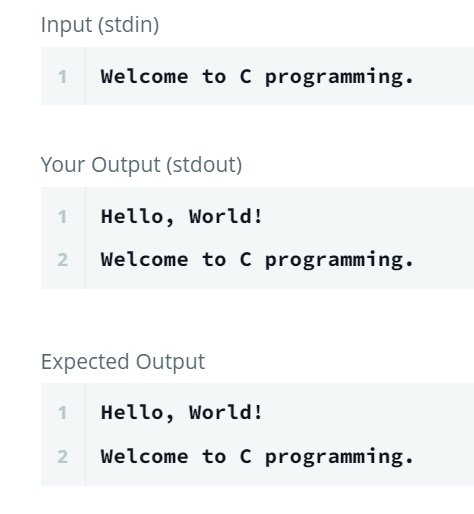 Input (stdin)
1 Welcome to C programming.
Your Output (stdout)
1 Hello, World!
2 Welcome to C programming.
Expected Output
1 Hello, World!
2 Welcome to C programming.